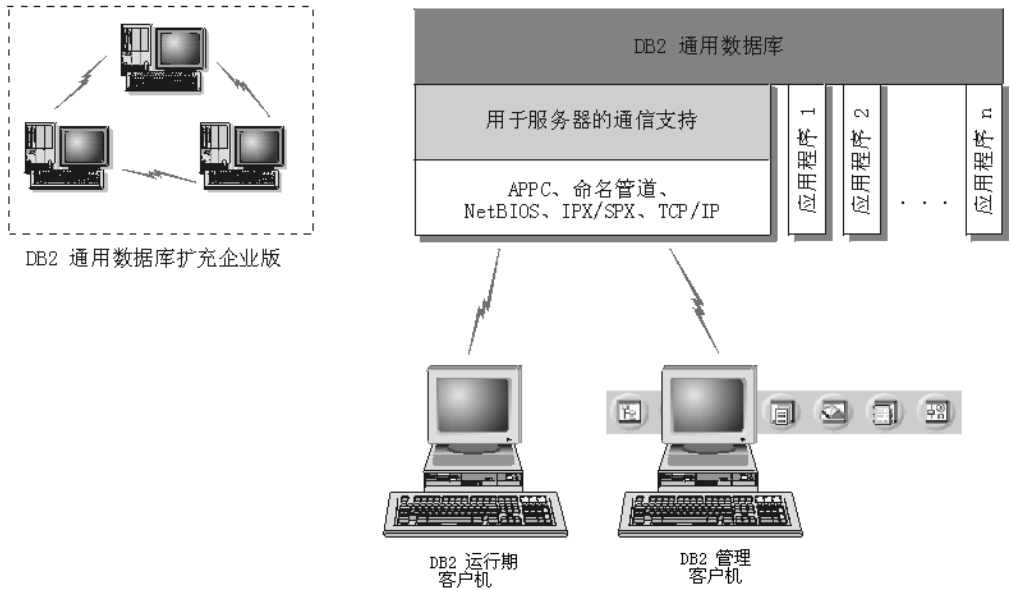 DB2 通用数据库扩充企业版
DB2 通用数据库
用于服务器的通信支持
APPC、命名管道、
NetBIOS、IPX/SPX、TCP/IP
应用程序 1
应用程序 2
. . .
应用程序 n
DB2 运行期
客户机
DB2 管理
客户机